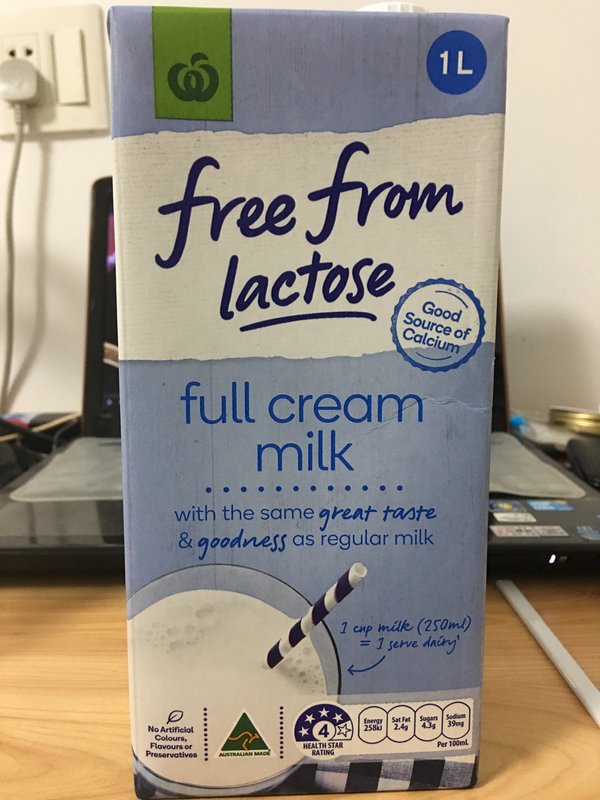 1L
free from
lactose
Good
Source of
Calcium
full cream
milk
with the same great taste
& goodness as regular milk
1 cup milk (250ml)
= 1 serve dairy
No Artificial
Colours,
Flavours or
Preservatives
AUSTRALIAN MADE
4
HEALTH STAR
RATING
Energy
258kJ
Sat Fat
2.4g
Sugars
4.3g
Sodium
39mg
Per 100mL